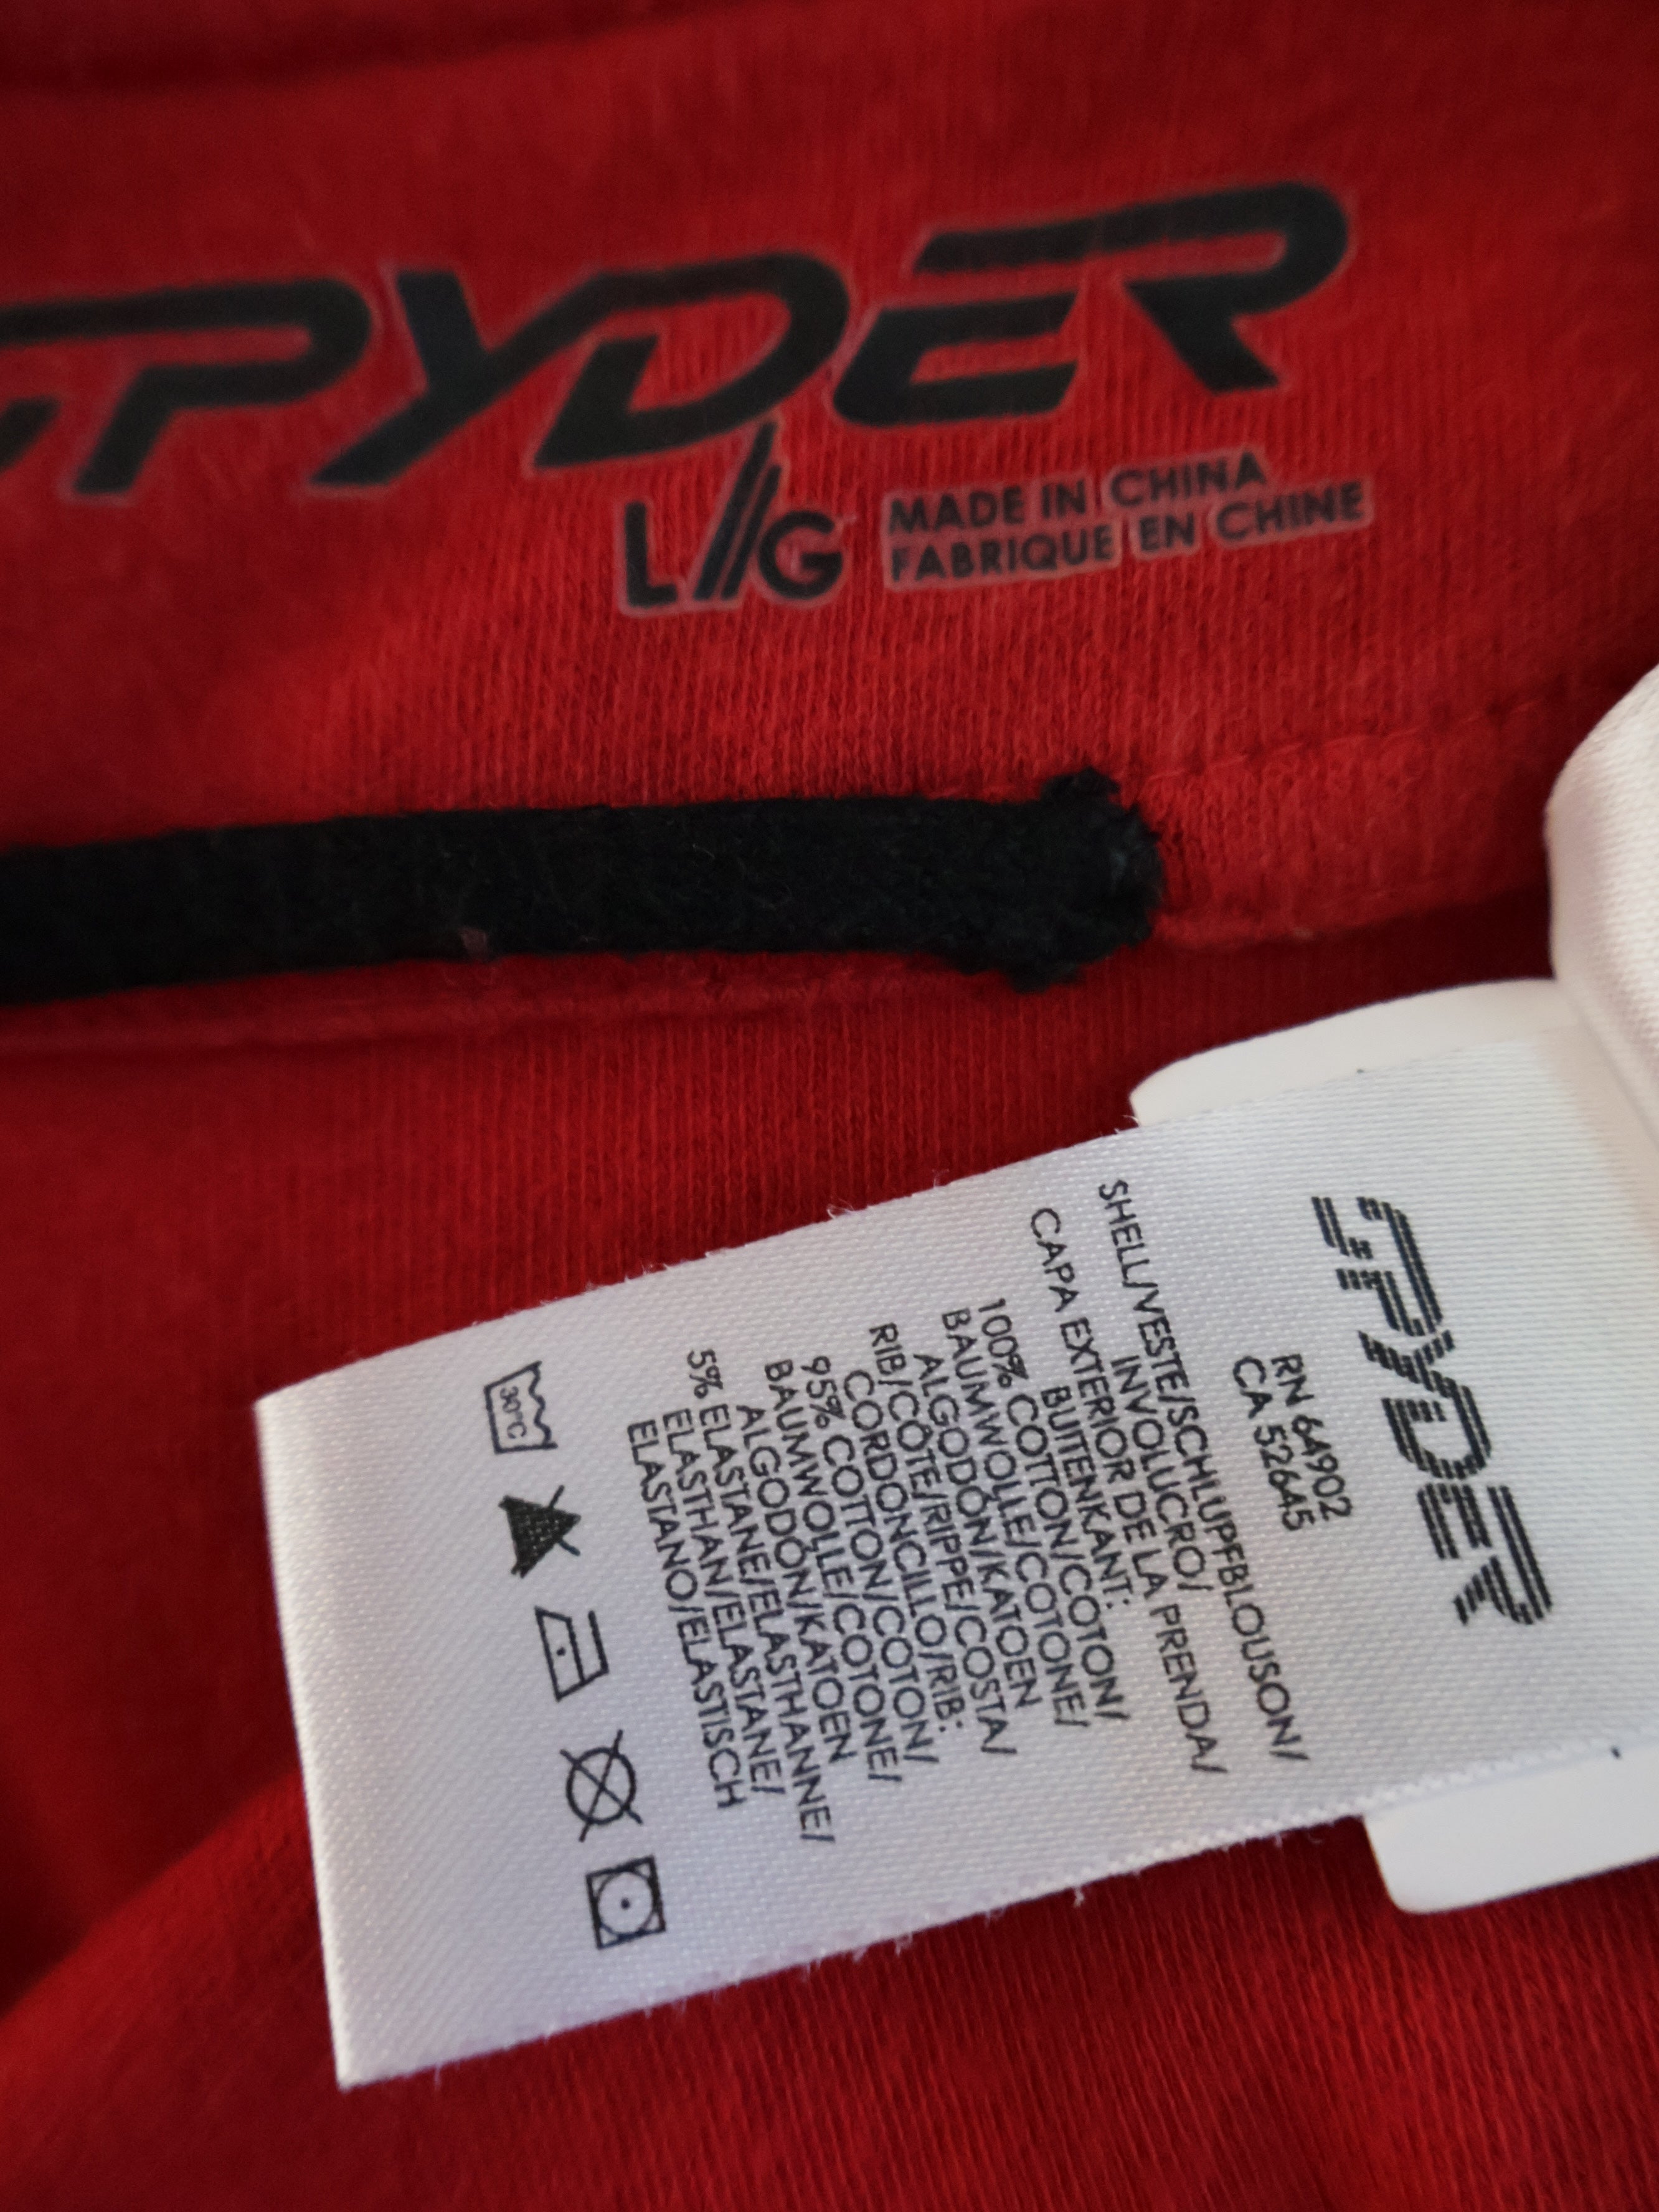 SPYDER
L/G
MADE IN CHINA
FABRIQUE EN CHINE
SPYDER
RN 64902
CA 52645
SHELL/VESTE/SCHLUPFBLOUSON/
INVOLUCRO/
CAPA EXTERIOR DE LA PRENDA/
BUITENKANT:
100% COTTON/COTON/
BAUMWOLLE/COTONE/
ALGODÓN/KATOEN
RIB/CÔTE/RIPPE/COSTA/
CORDONCILLO/RIB:
95% COTTON/COTON/
BAUMWOLLE/COTONE/
ALGODÓN/KATOEN
5% ELASTANE/ELASTHANNE/
ELASTHAN/ELASTANE/
ELASTANO/ELASTISCH
30°C